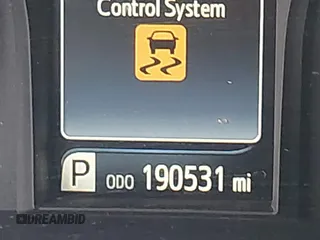 Control System
P ODO 190531 mi
DREAMBID